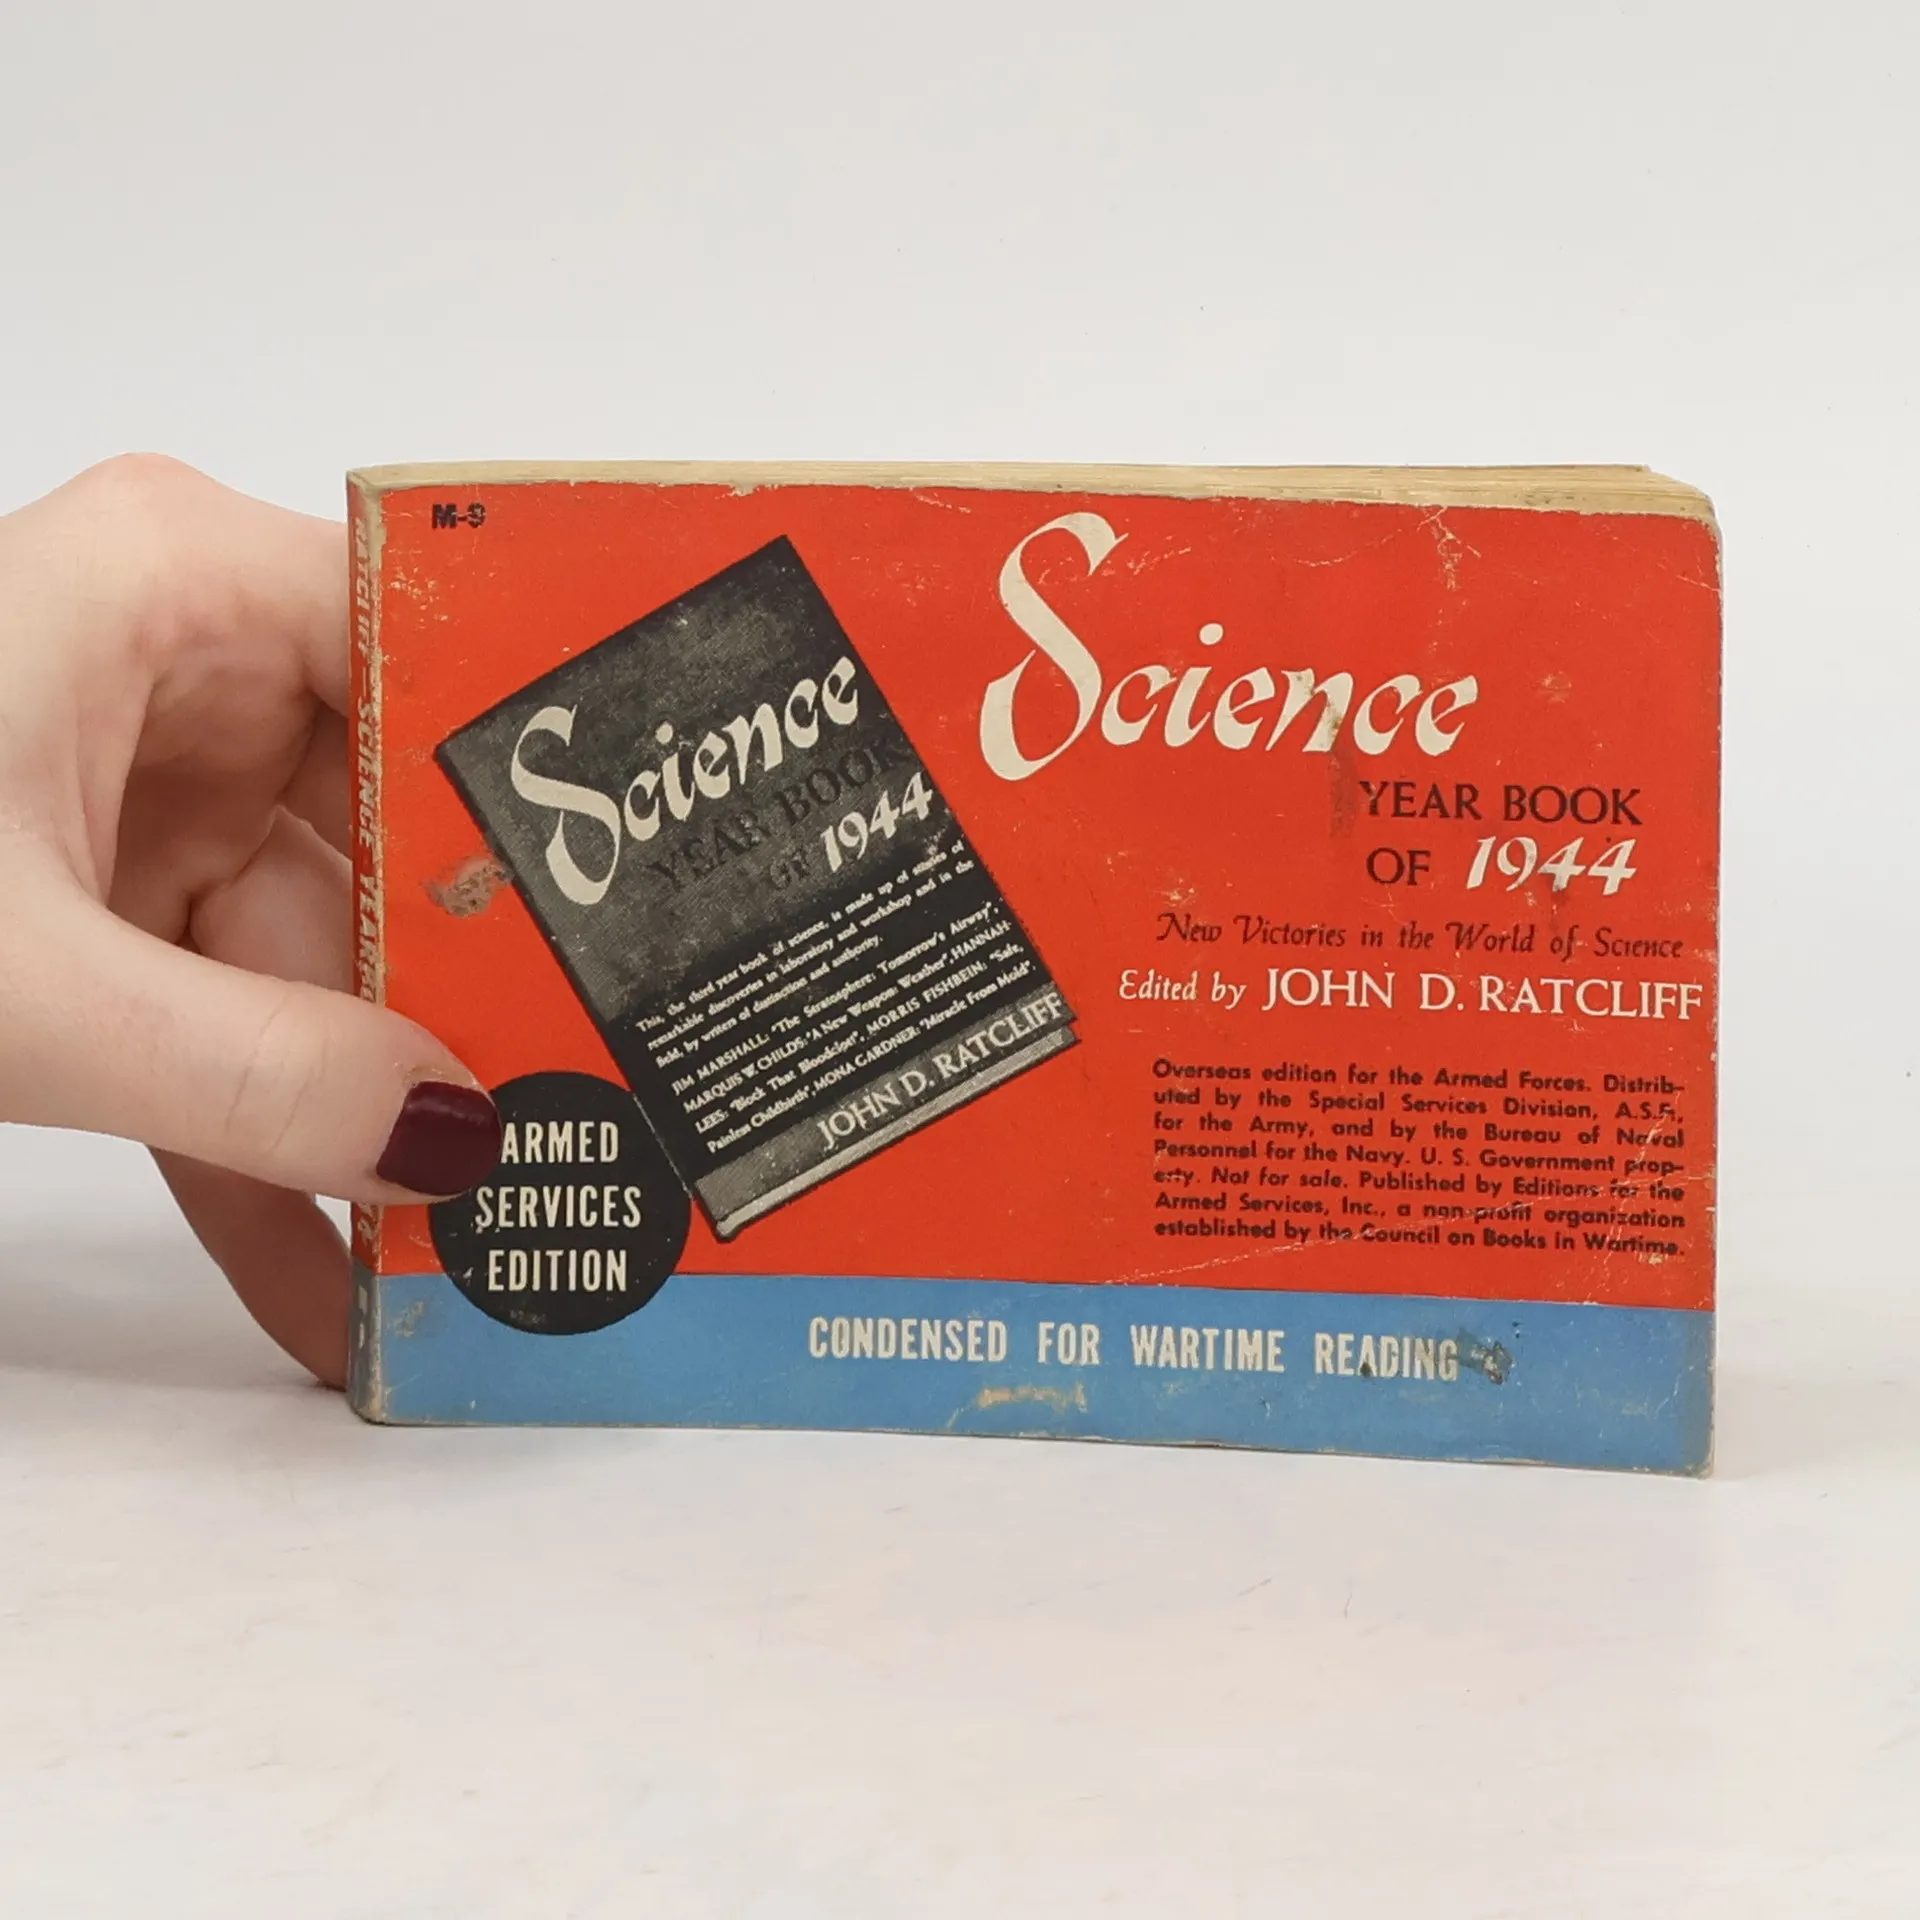 M-9
RATCLIFF—SCIENCE YEARBOOK
Science
YEAR BOOK
OF 1944
This, the third year book of science, is made up of stories of
remarkable discoveries in laboratory and workshop and in the
field, by writers of distinction and authority.
JIM MARSHALL: "The Stratosphere: Tomorrow's Airway",
MARQUIS W. CHILDS: "A New Weapon: Weather", HANNAH
LEES: "Block That Bloodclot!", MORRIS FISHBEIN: "Safe,
Painless Childbirth", MONA GARDNER: "Miracle From Mold".
JOHN D. RATCLIFF
ARMED
SERVICES
EDITION
Science
YEAR BOOK
OF 1944
New Victories in the World of Science
Edited by JOHN D. RATCLIFF
Overseas edition for the Armed Forces. Distrib-
uted by the Special Services Division, A.S.F.,
for the Army, and by the Bureau of Naval
Personnel for the Navy. U. S. Government prop-
erty. Not for sale. Published by Editions for the
Armed Services, Inc., a non-profit organization
established by the Council on Books in Wartime.
CONDENSED FOR WARTIME READING